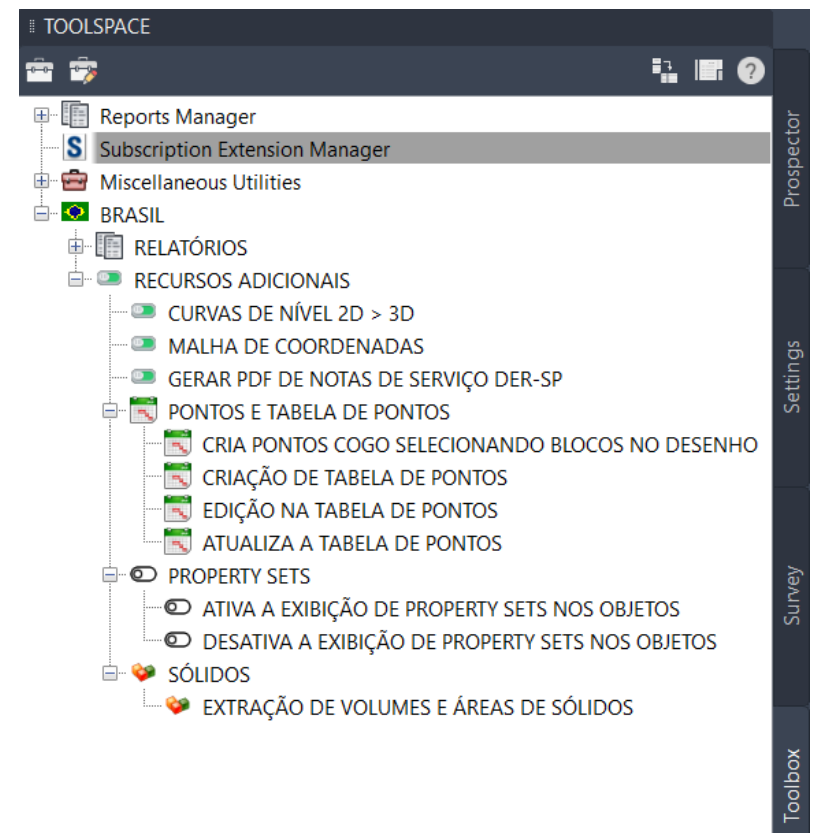 TOOLSPACE
?
Reports Manager
S Subscription Extension Manager
Miscellaneous Utilities
BRASIL
RELATÓRIOS
RECURSOS ADICIONAIS
CURVAS DE NÍVEL 2D > 3D
MALHA DE COORDENADAS
GERAR PDF DE NOTAS DE SERVIÇO DER-SP
PONTOS E TABELA DE PONTOS
CRIA PONTOS COGO SELECIONANDO BLOCOS NO DESENHO
CRIAÇÃO DE TABELA DE PONTOS
EDIÇÃO NA TABELA DE PONTOS
ATUALIZA A TABELA DE PONTOS
PROPERTY SETS
ATIVA A EXIBIÇÃO DE PROPERTY SETS NOS OBJETOS
DESATIVA A EXIBIÇÃO DE PROPERTY SETS NOS OBJETOS
SÓLIDOS
EXTRAÇÃO DE VOLUMES E ÁREAS DE SÓLIDOS
Prospector
Settings
Survey
Toolbox